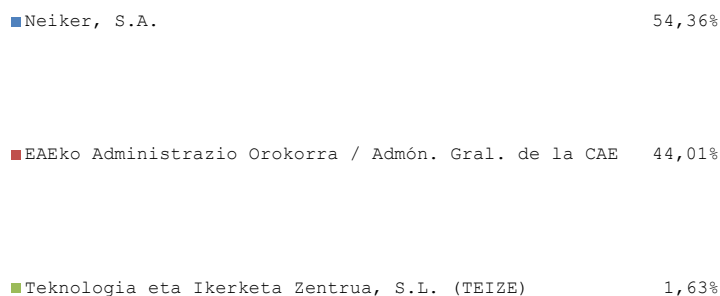 Neiker, S.A. 54,36%
EAEko Administrazio Orokorra / Admón. Gral. de la CAE 44,01%
Teknologia eta Ikerketa Zentrua, S.L. (TEIZE) 1,63%